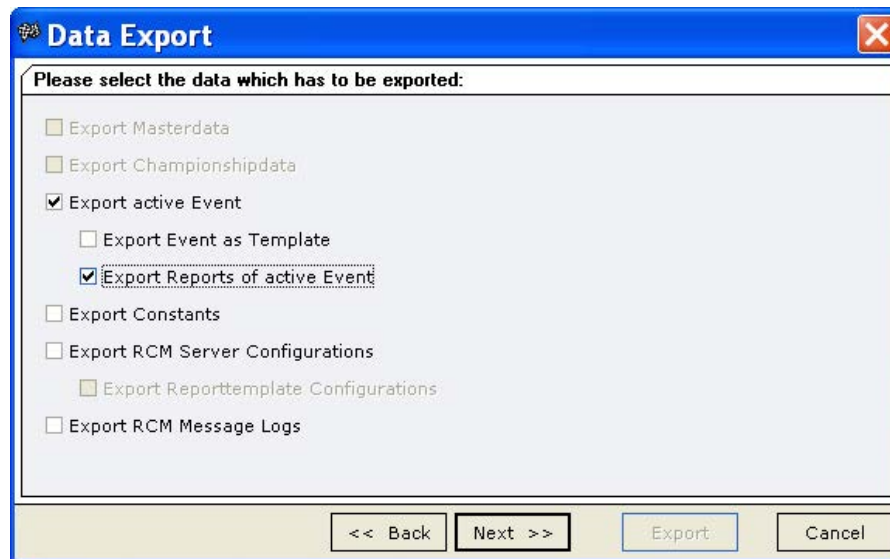 Data Export
Please select the data which has to be exported:
Export Masterdata
Export Championshipdata
Export active Event
Export Event as Template
Export Reports of active Event
Export Constants
Export RCM Server Configurations
Export Reporttemplate Configurations
Export RCM Message Logs
<< Back Next >> Export Cancel